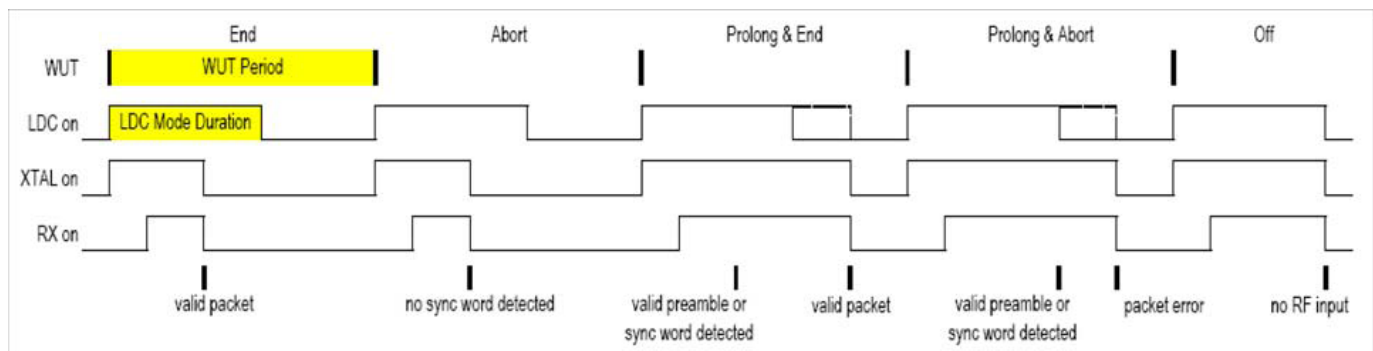 End Abort Prolong & End Prolong & Abort Off
WUT WUT Period
LDC on LDC Mode Duration
XTAL on
RX on
valid packet no sync word detected valid preamble or valid packet valid preamble or packet error no RF input
sync word detected sync word detected